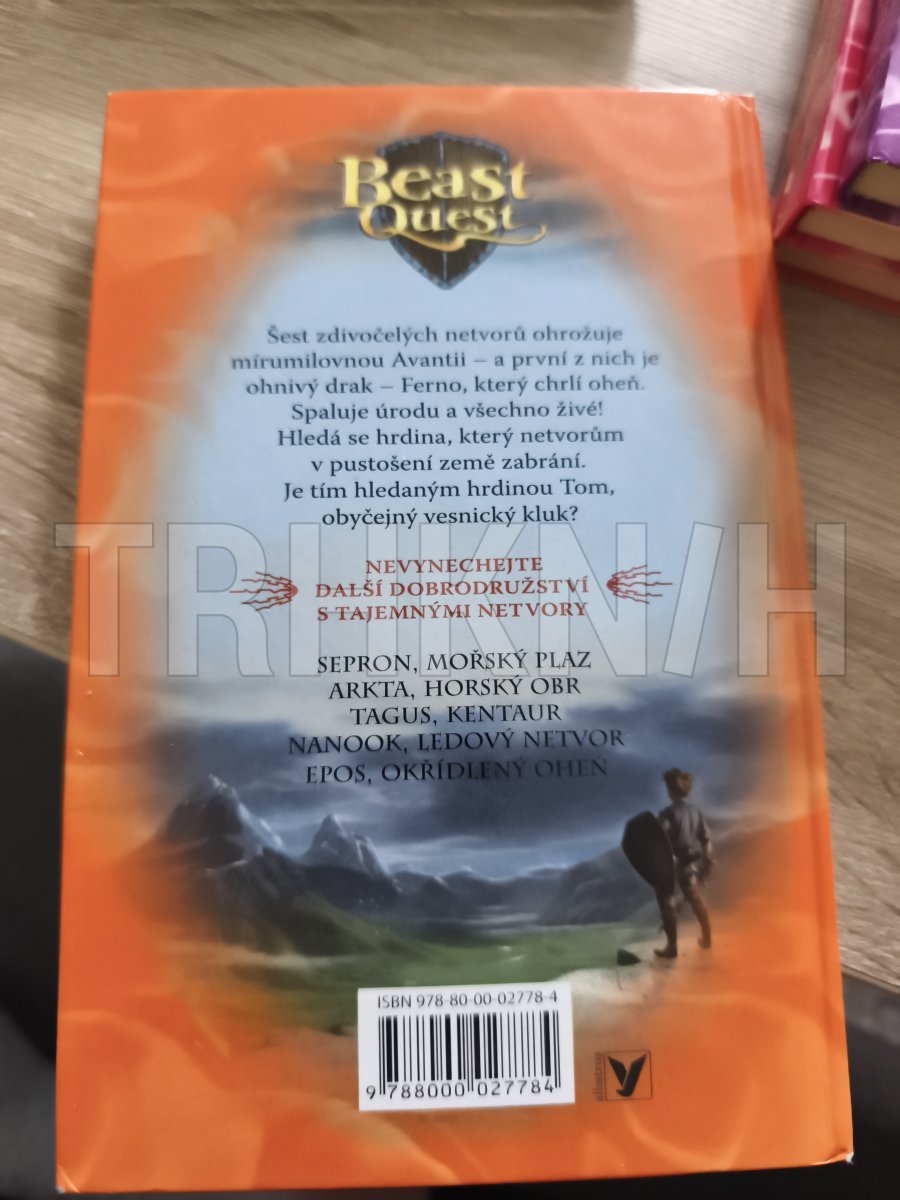 Beast
Quest
Šest zdivočelých netvorů ohrožuje
mírumilovnou Avantii – a první z nich je
ohnivý drak – Ferno, který chrlí oheň.
Spaluje úrodu a všechno živé!
Hledá se hrdina, který netvorům
v pustošení země zabrání.
Je tím hledaným hrdinou Tom,
obyčejný vesnický kluk?
NEVYNECHEJTE
DALŠÍ DOBRODRUŽSTVÍ
S TAJEMNÝMI NETVORY
SEPRON, MOŘSKÝ PLAZ
ARKTA, HORSKÝ OBR
TAGUS, KENTAUR
NANOOK, LEDOVÝ NETVOR
EPOS, OKŘÍDLENÝ OHEŇ
ISBN 978-80-00-02778-4
9 788000 027784
albatros